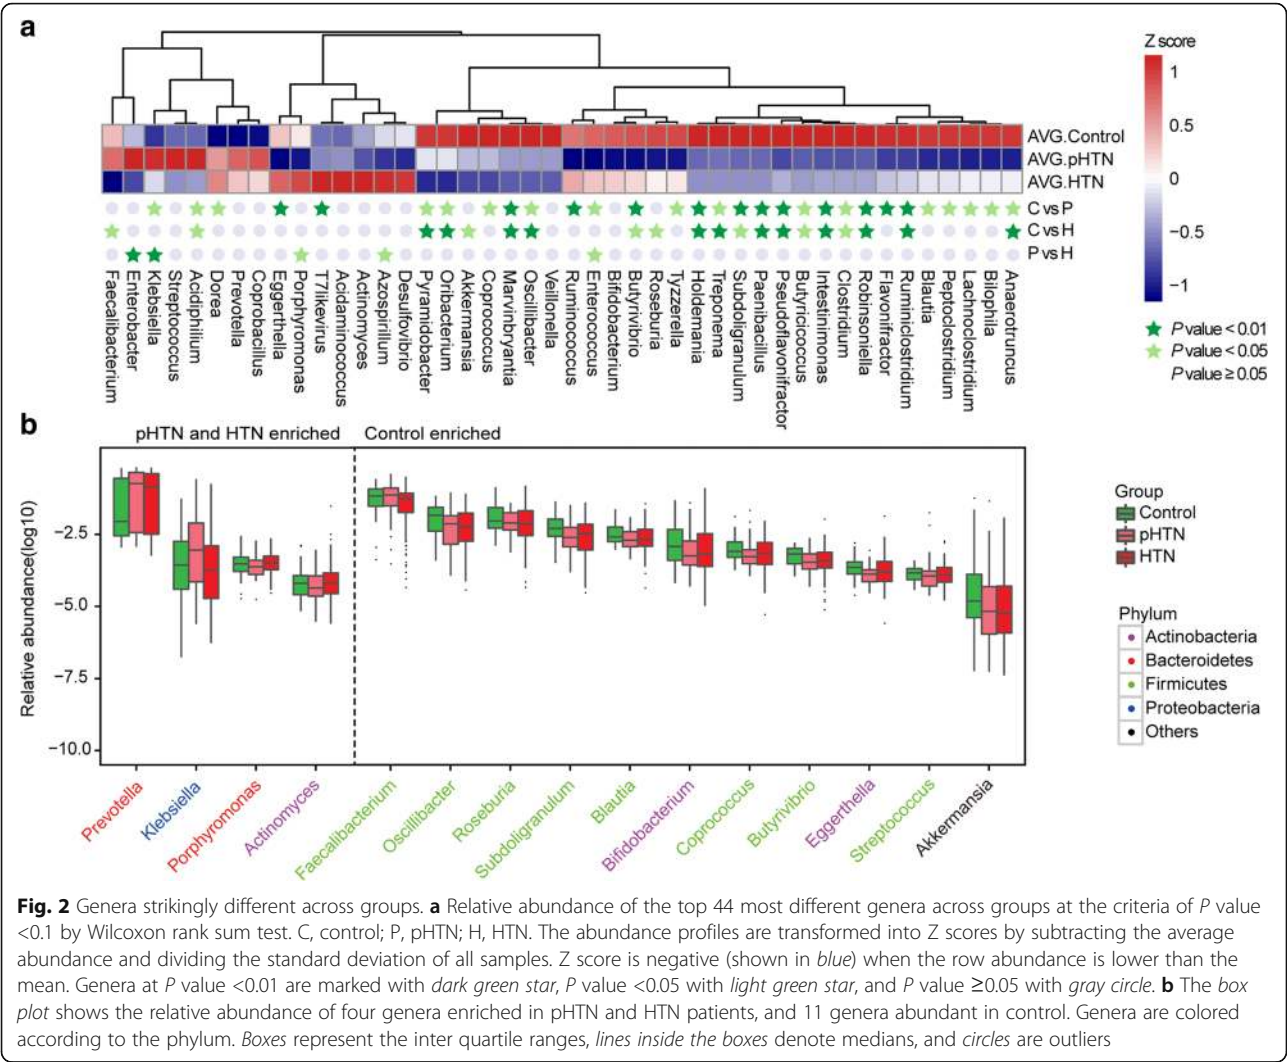 a
Z score
1
0.5
0
−0.5
−1
AVG.Control
AVG.pHTN
AVG.HTN
C vs P
C vs H
P vs H
P value < 0.01
P value < 0.05
P value ≥ 0.05
Faecalibacterium
Enterobacter
Klebsiella
Streptococcus
Acidiphilium
Dorea
Prevotella
Coprobacillus
Eggerthella
Porphyromonas
T7likevirus
Acidaminococcus
Actinomyces
Azospirillum
Desulfovibrio
Pyramidobacter
Oribacterium
Akkermansia
Coprococcus
Marvinbryantia
Oscillibacter
Veillonella
Ruminococcus
Enterococcus
Bifidobacterium
Butyrivibrio
Roseburia
Tyzzerella
Holdemania
Treponema
Subdoligranulum
Paenibacillus
Pseudoflavonifractor
Butyricicoccus
Intestinimonas
Clostridium
Robinsoniella
Flavonifractor
Ruminiclostridium
Blautia
Peptoclostridium
Lachnoclostridium
Bilophila
Anaerotruncus
b
pHTN and HTN enriched
Control enriched
Relative abundance(log10)
−2.5
−5.0
−7.5
−10.0
Prevotella
Klebsiella
Porphyromonas
Actinomyces
Faecalibacterium
Oscillibacter
Roseburia
Subdoligranulum
Blautia
Bifidobacterium
Coprococcus
Butyrivibrio
Eggerthella
Streptococcus
Akkermansia
Group
Control
pHTN
HTN
Phylum
Actinobacteria
Bacteroidetes
Firmicutes
Proteobacteria
Others
Fig. 2 Genera strikingly different across groups. a Relative abundance of the top 44 most different genera across groups at the criteria of P value
<0.1 by Wilcoxon rank sum test. C, control; P, pHTN; H, HTN. The abundance profiles are transformed into Z scores by subtracting the average
abundance and dividing the standard deviation of all samples. Z score is negative (shown in blue) when the row abundance is lower than the
mean. Genera at P value <0.01 are marked with dark green star, P value <0.05 with light green star, and P value ≥0.05 with gray circle. b The box
plot shows the relative abundance of four genera enriched in pHTN and HTN patients, and 11 genera abundant in control. Genera are colored
according to the phylum. Boxes represent the inter quartile ranges, lines inside the boxes denote medians, and circles are outliers